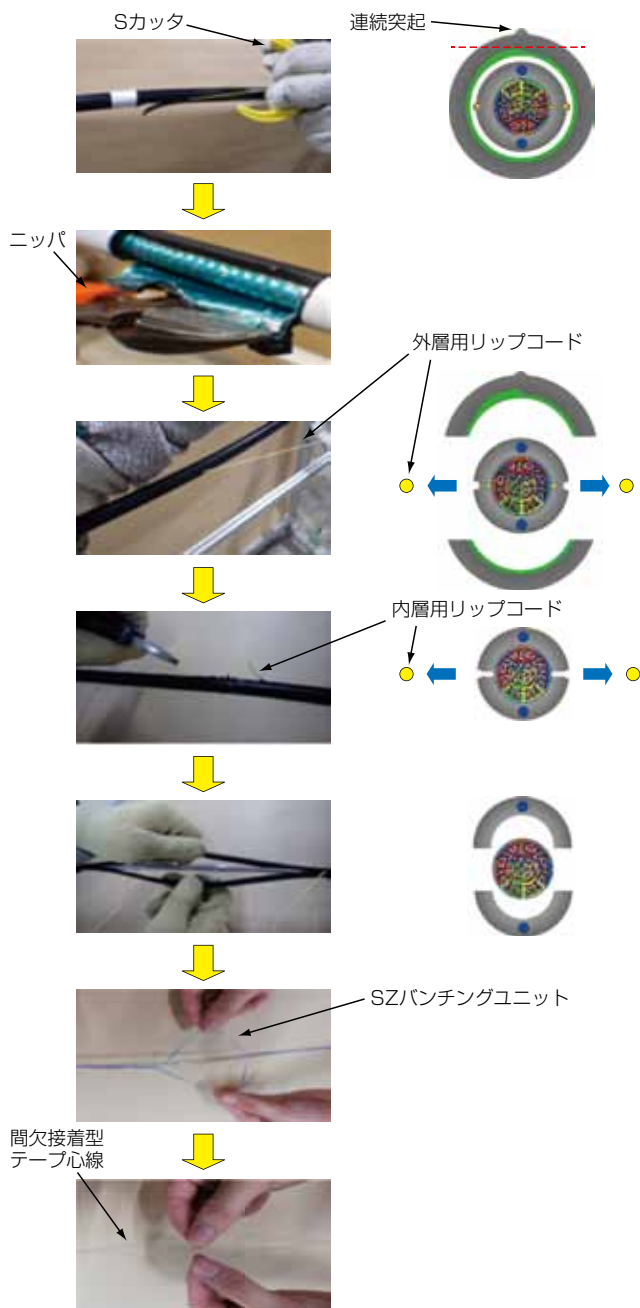 Sカッタ
連続突起
ニッパ
外層用リップコード
内層用リップコード
SZバンチングユニット
間欠接着型
テープ心線